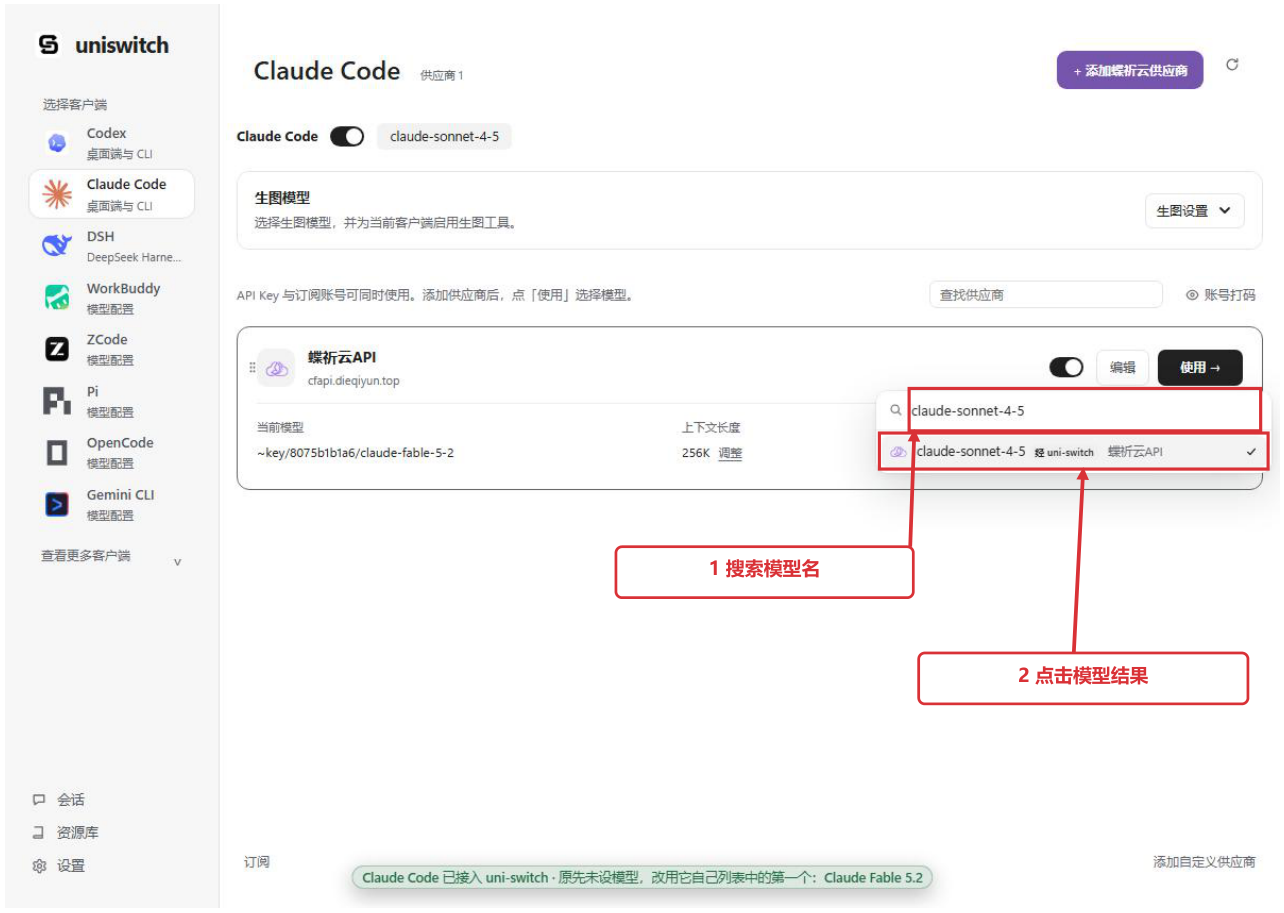 uniswitch
选择客户端
Codex
桌面端与 CLI
Claude Code
桌面端与 CLI
DSH
DeepSeek Harne...
WorkBuddy
模型配置
ZCode
模型配置
Pi
模型配置
OpenCode
模型配置
Gemini CLI
模型配置
查看更多客户端
v
会话
资源库
设置
Claude Code 供应商 1
+ 添加蝶祈云供应商
Claude Code claude-sonnet-4-5
生图模型
选择生图模型，并为当前客户端启用生图工具。
生图设置
API Key 与订阅账号可同时使用。添加供应商后，点「使用」选择模型。
查找供应商
账号打码
蝶祈云API
cfapi.dieqiyun.top
编辑
使用 →
当前模型
~key/8075b1b1a6/claude-fable-5-2
上下文长度
256K 调整
claude-sonnet-4-5
claude-sonnet-4-5 经 uni-switch 蝶祈云API
1 搜索模型名
2 点击模型结果
订阅
添加自定义供应商
Claude Code 已接入 uni-switch · 原先未设模型，改用它自己列表中的第一个：Claude Fable 5.2